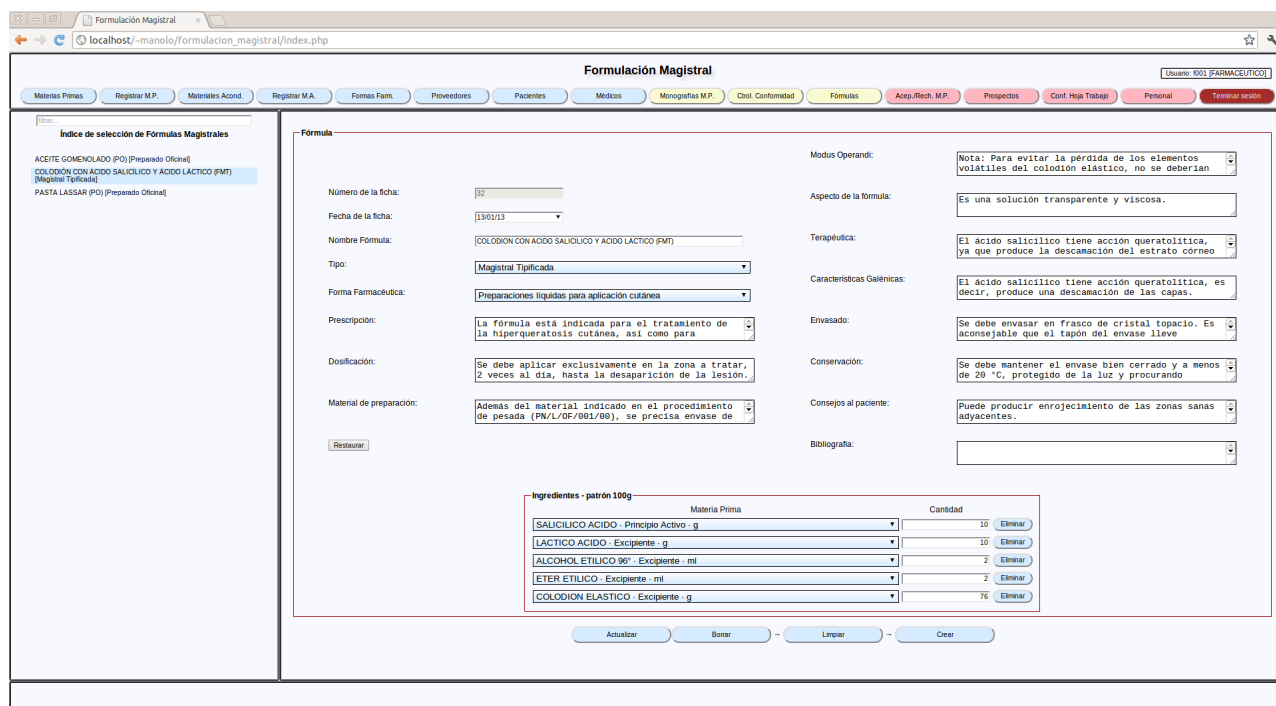 Formulación Magistral
localhost/~manolo/formulacion_magistral/index.php
Formulación Magistral
Usuario: f001 [FARMACEUTICO]
Materias Primas
Registrar M.P.
Materiales Acond.
Registrar M.A.
Formas Farm.
Proveedores
Pacientes
Médicos
Monografías M.P.
Ctrol. Conformidad
Fórmulas
Acep./Rech. M.P.
Prospectos
Conf. Hoja Trabajo
Personal
Terminar sesión
filtrar...
Índice de selección de Fórmulas Magistrales
ACEITE GOMENOLADO (PO) [Preparado Oficinal]
COLODIÓN CON ÁCIDO SALICÍLICO Y ÁCIDO LÁCTICO (FMT)
[Magistral Tipificada]
PASTA LASSAR (PO) [Preparado Oficinal]
Fórmula
Número de la ficha:
32
Fecha de la ficha:
13/01/13
Nombre Fórmula:
COLODIÓN CON ÁCIDO SALICÍLICO Y ÁCIDO LÁCTICO (FMT)
Tipo:
Magistral Tipificada
Forma Farmacéutica:
Preparaciones líquidas para aplicación cutánea
Prescripción:
La fórmula está indicada para el tratamiento de
la hiperqueratosis cutánea, así como para
Dosificación:
Se debe aplicar exclusivamente en la zona a tratar,
2 veces al día, hasta la desaparición de la lesión.
Material de preparación:
Además del material indicado en el procedimiento
de pesada (PN/L/OF/001/00), se precisa envase de
Restaurar
Modus Operandi:
Nota: Para evitar la pérdida de los elementos
volátiles del colodión elástico, no se deberían
Aspecto de la fórmula:
Es una solución transparente y viscosa.
Terapéutica:
El ácido salicílico tiene acción queratolítica,
ya que produce la descamación del estrato córneo
Características Galénicas:
El ácido salicílico tiene acción queratolítica, es
decir, produce una descamación de las capas.
Envasado:
Se debe envasar en frasco de cristal topacio. Es
aconsejable que el tapón del envase lleve
Conservación:
Se debe mantener el envase bien cerrado y a menos
de 20 °C, protegido de la luz y procurando
Consejos al paciente:
Puede producir enrojecimiento de las zonas sanas
adyacentes.
Bibliografía:
Ingredientes - patrón 100g
Materia Prima Cantidad
SALICILICO ACIDO · Principio Activo · g 10 Eliminar
LACTICO ACIDO · Excipiente · g 10 Eliminar
ALCOHOL ETILICO 96º · Excipiente · ml 2 Eliminar
ETER ETILICO · Excipiente · ml 2 Eliminar
COLODION ELASTICO · Excipiente · g 76 Eliminar
Actualizar Borrar → Limpiar → Crear